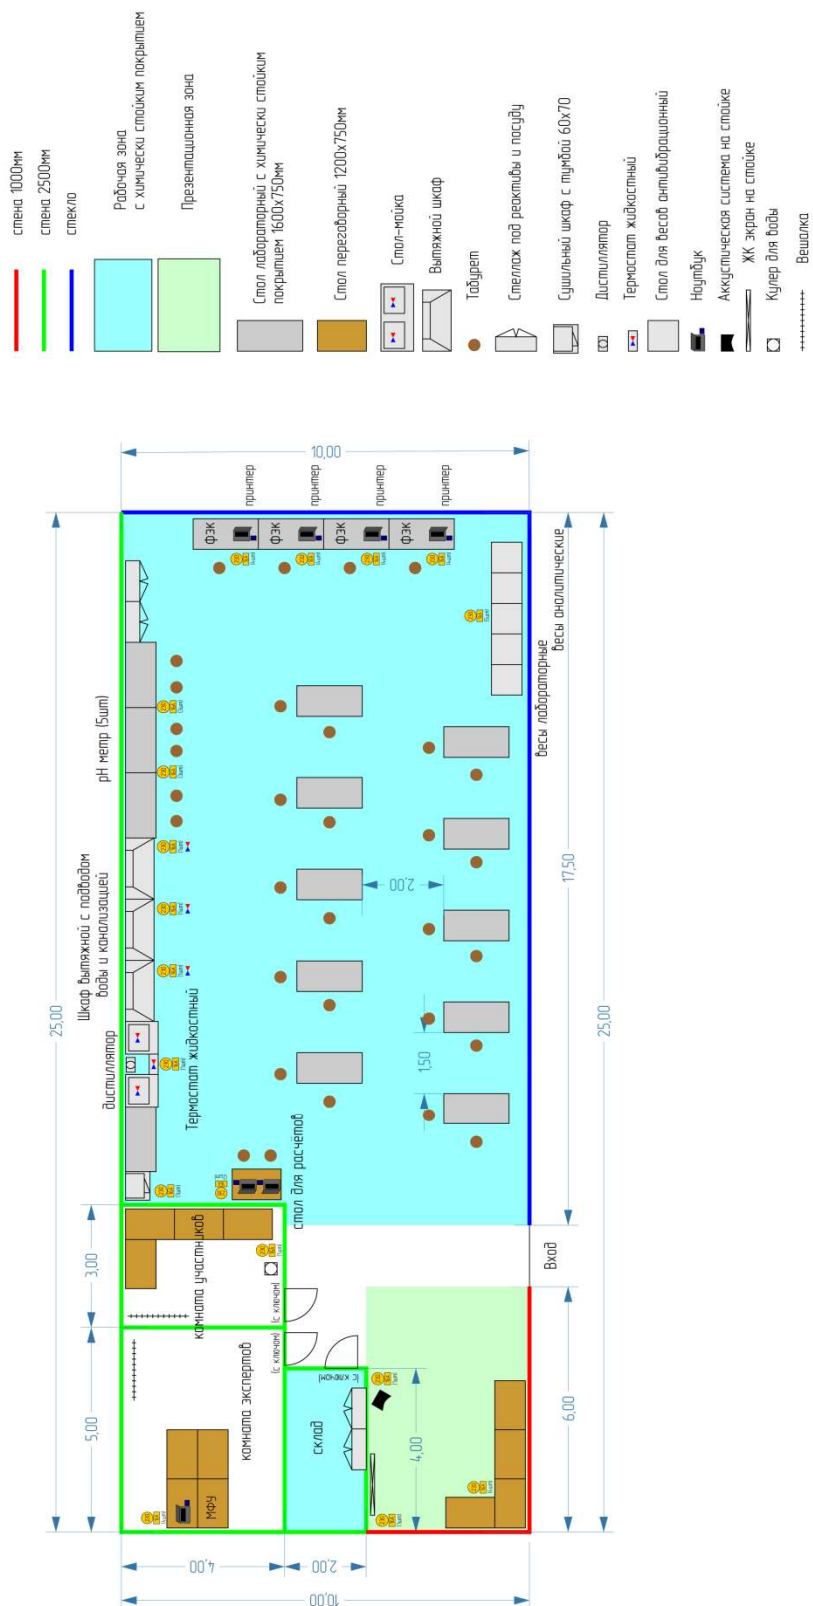 стена 1000мм
стена 2500мм
стекло
Рабочая зона
с химически стойким покрытием
Презентационная зона
Стол лабораторный с химически стойким
покрытием 1600х750мм
Стол переговорный 1200х750мм
Стол-мойка
Вытяжной шкаф
Табурет
Стеллаж под реактивы и посуду
Сушильный шкаф с тумбой 60х70
Дистиллятор
Термостат жидкостный
Стол для весов антивибрационный
Ноутбук
Аккустическая система на стойке
ЖК экран на стойке
Кулер для воды
Вешалка
25,00
5,00
3,00
дистиллятор
Шкаф вытяжной с подводом
воды и канализацией
pH метр (5шт)
Термостат жидкостный
МФУ
комната экспертов
комната участников
(с ключом)
(с ключом)
(с ключом)
стол для расчётов
склад
4,00
1,50
2,00
ФЭК
ФЭК
ФЭК
ФЭК
принтер
принтер
принтер
принтер
весы лабораторные
весы аналитические
Вход
6,00
17,50
25,00
4,00
2,00
10,00
10,00